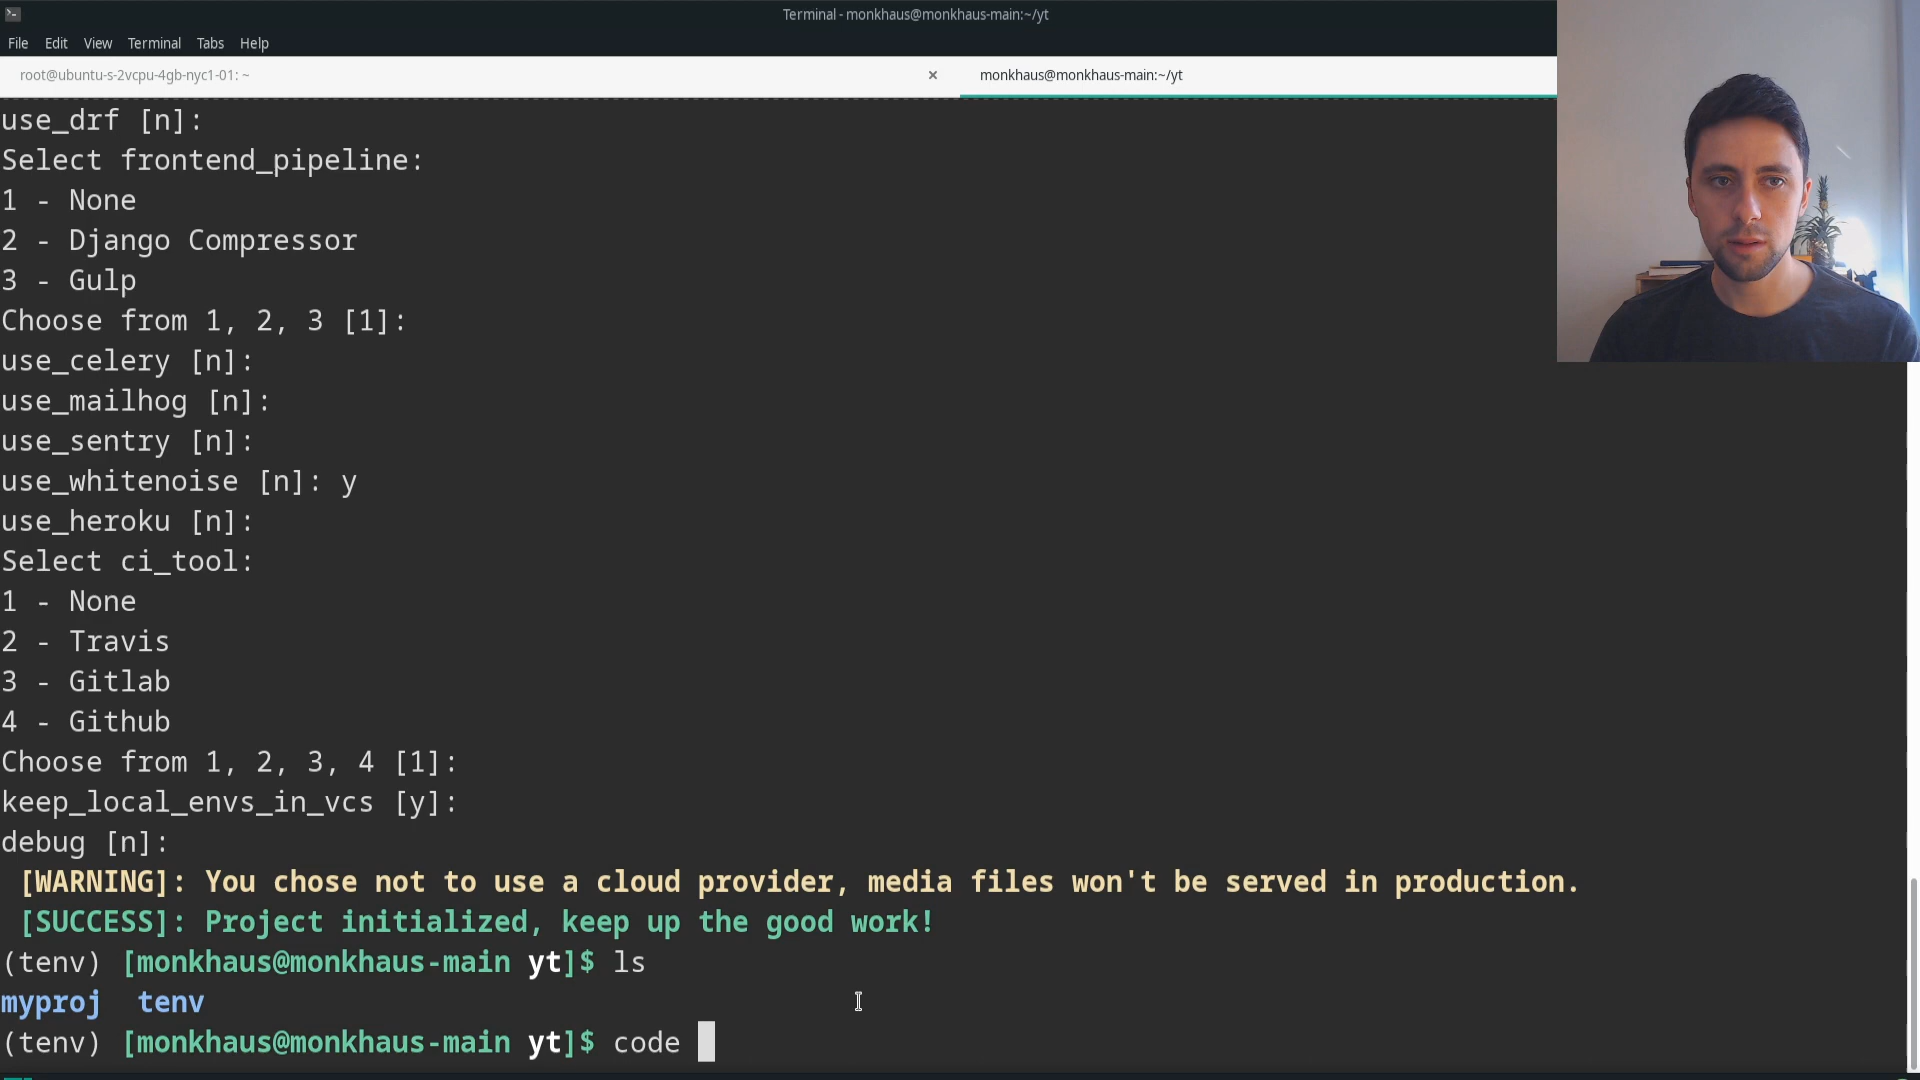 Terminal - monkhaus@monkhaus-main:~/yt
File Edit View Terminal Tabs Help
root@ubuntu-s-2vcpu-4gb-nyc1-01: ~ × monkhaus@monkhaus-main:~/yt
use_drf [n]:
Select frontend_pipeline:
1 - None
2 - Django Compressor
3 - Gulp
Choose from 1, 2, 3 [1]:
use_celery [n]:
use_mailhog [n]:
use_sentry [n]:
use_whitenoise [n]: y
use_heroku [n]:
Select ci_tool:
1 - None
2 - Travis
3 - Gitlab
4 - Github
Choose from 1, 2, 3, 4 [1]:
keep_local_envs_in_vcs [y]:
debug [n]:
[WARNING]: You chose not to use a cloud provider, media files won't be served in production.
[SUCCESS]: Project initialized, keep up the good work!
(tenv) [monkhaus@monkhaus-main yt]$ ls
myproj tenv
(tenv) [monkhaus@monkhaus-main yt]$ code